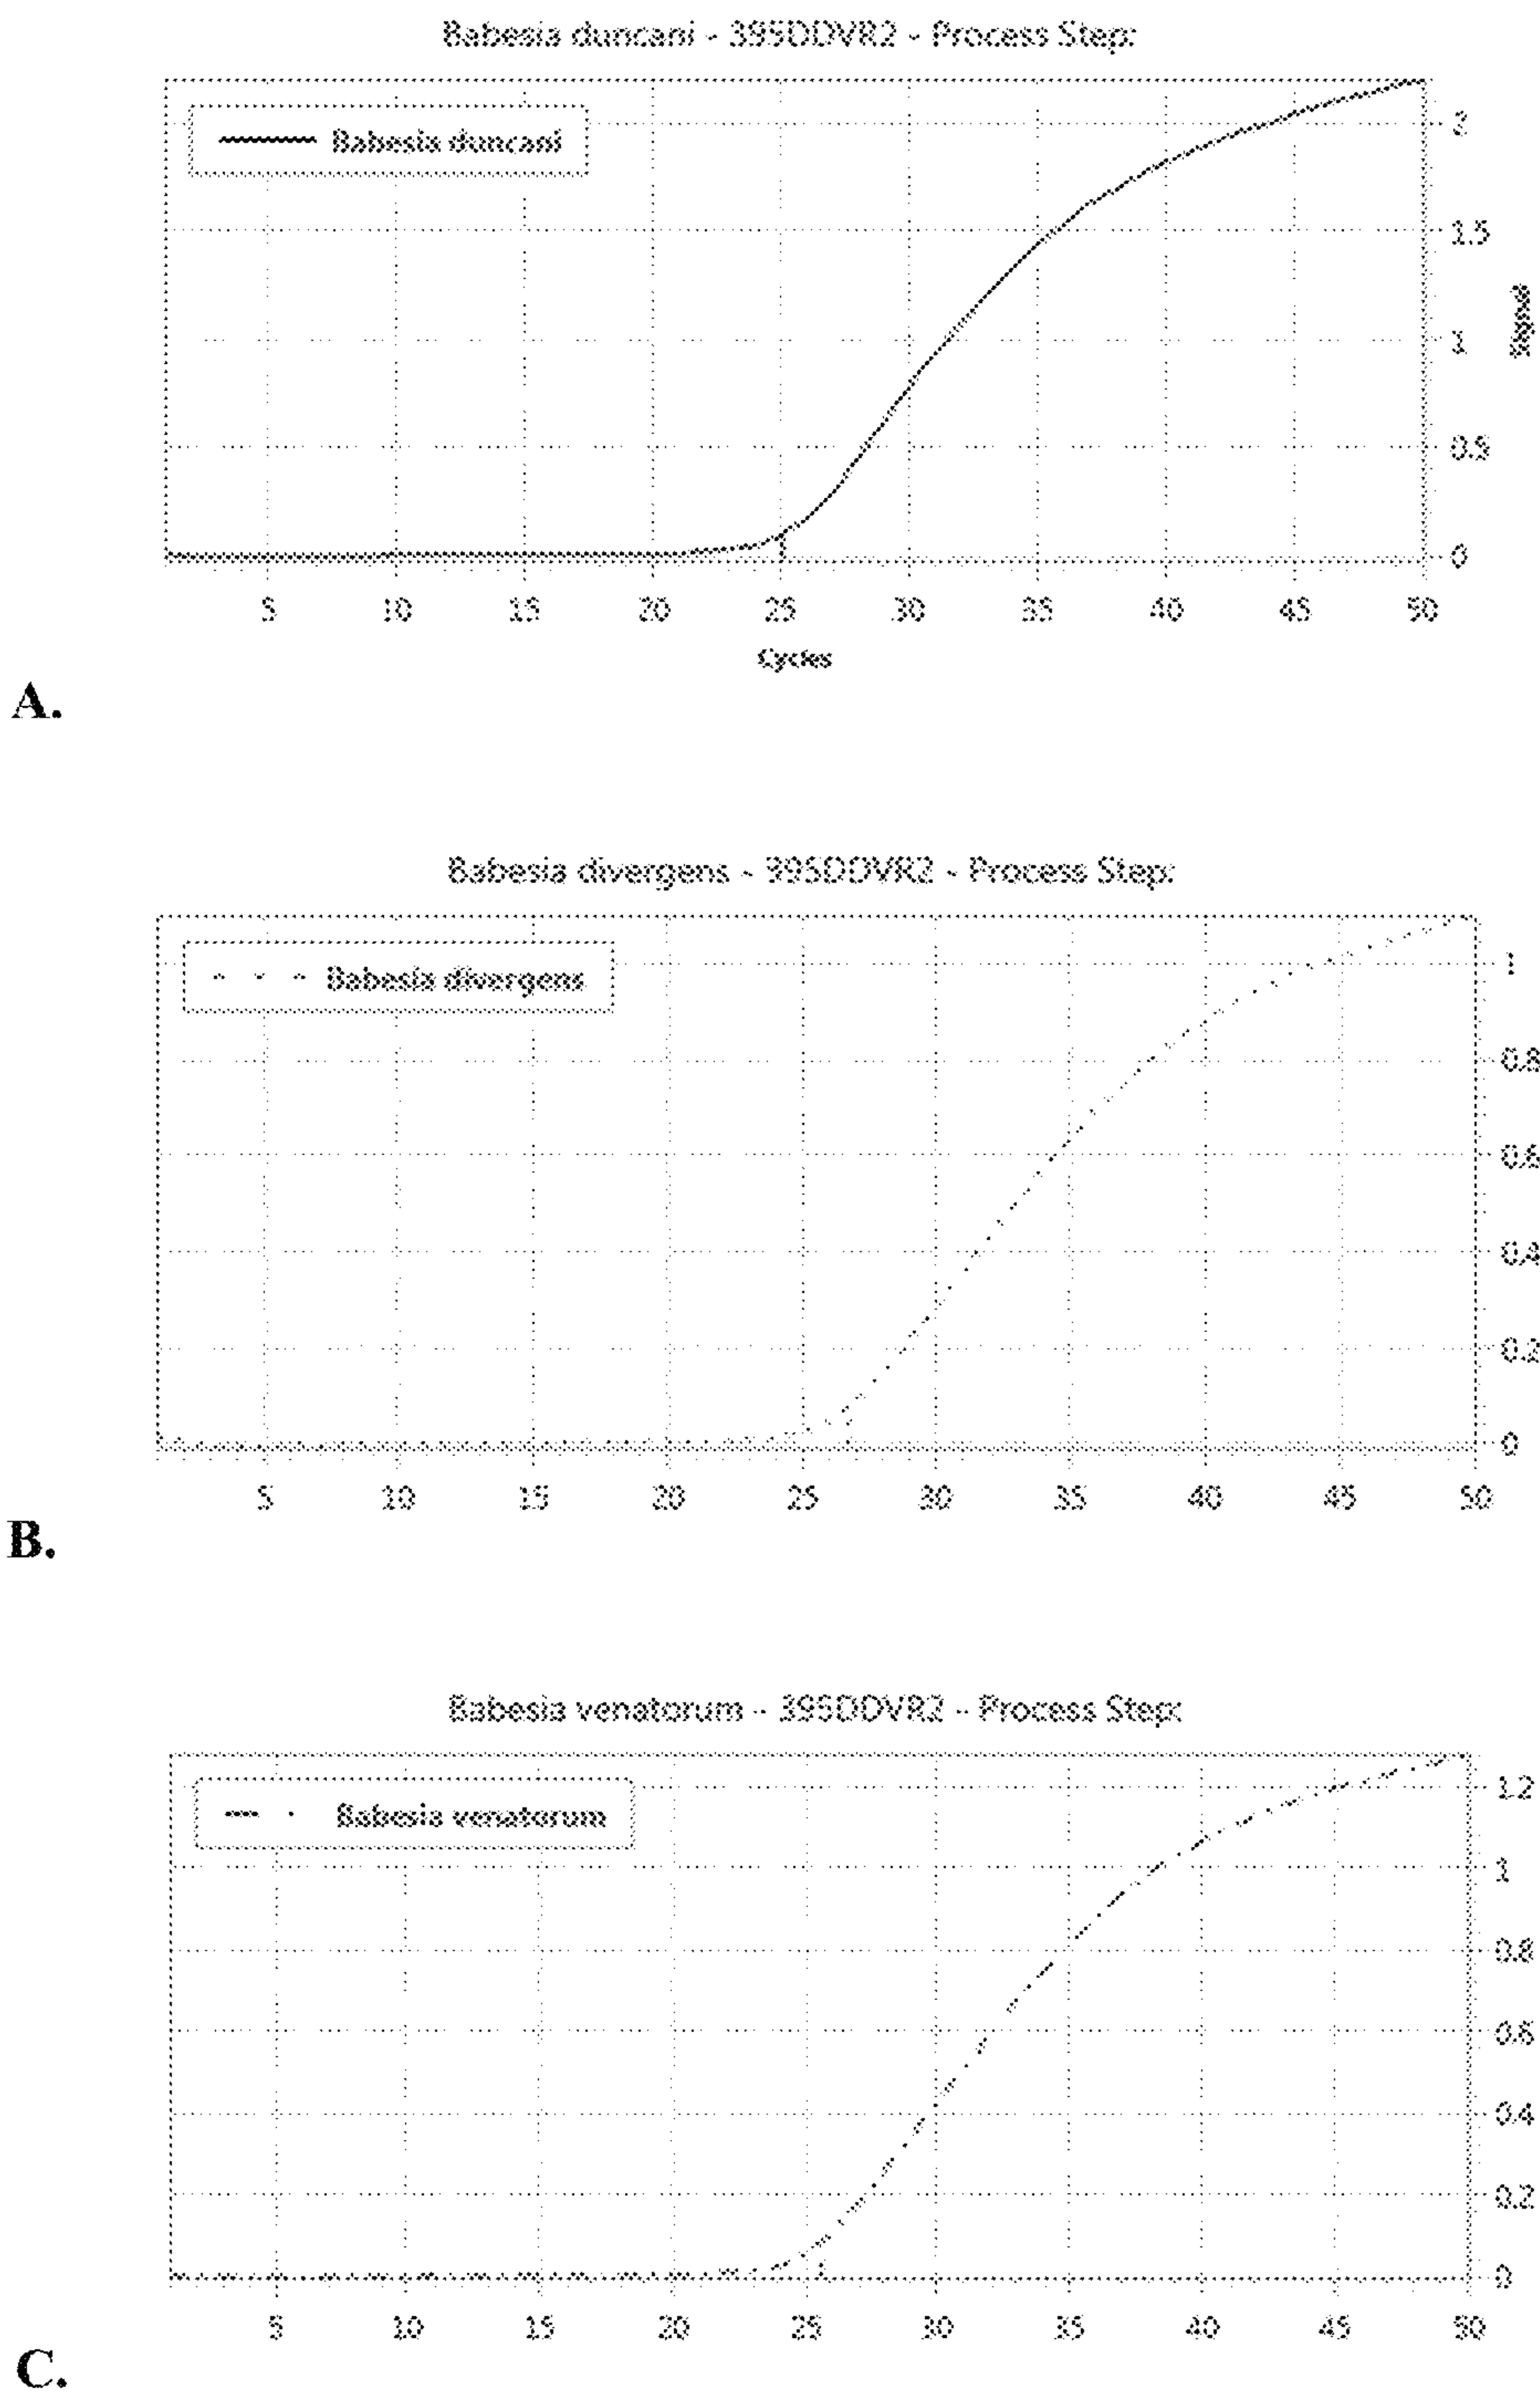 Babesia duncani - 395DDVR2 - Process Step:
Babesia duncani
2
1.5
1
0.5
0
5 10 15 20 25 30 35 40 45 50
Cycles
A.
Babesia divergens - 395DDVR2 - Process Step:
Babesia divergens
1
0.8
0.6
0.4
0.2
0
5 10 15 20 25 30 35 40 45 50
B.
Babesia venatorum - 395DDVR2 - Process Step:
Babesia venatorum
1.2
1
0.8
0.6
0.4
0.2
0
5 10 15 20 25 30 35 40 45 50
C.